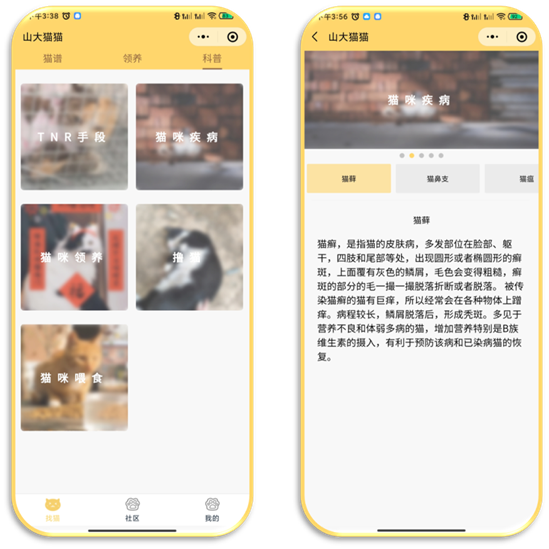 下午3:38
山大猫猫
猫谱
领养
科普
TNR手段
猫咪疾病
猫咪领养
撸猫
猫咪喂食
找猫
社区
我的
下午3:56
山大猫猫
猫咪疾病
猫藓
猫鼻支
猫瘟
猫藓
猫癣，是指猫的皮肤病，多发部位在脸部、躯
干，四肢和尾部等处，出现圆形或者椭圆形的癣
斑，上面覆有灰色的鳞屑，毛色会变得粗糙，癣
斑的部分的毛一撮一撮脱落折断或者脱落。 被传
染猫癣的猫有巨痒，所以经常会在各种物体上蹭
痒。病程较长，鳞屑脱落后，形成秃斑。多见于
营养不良和体弱多病的猫，增加营养特别是B族
维生素的摄入，有利于预防该病和已染病猫的恢
复。